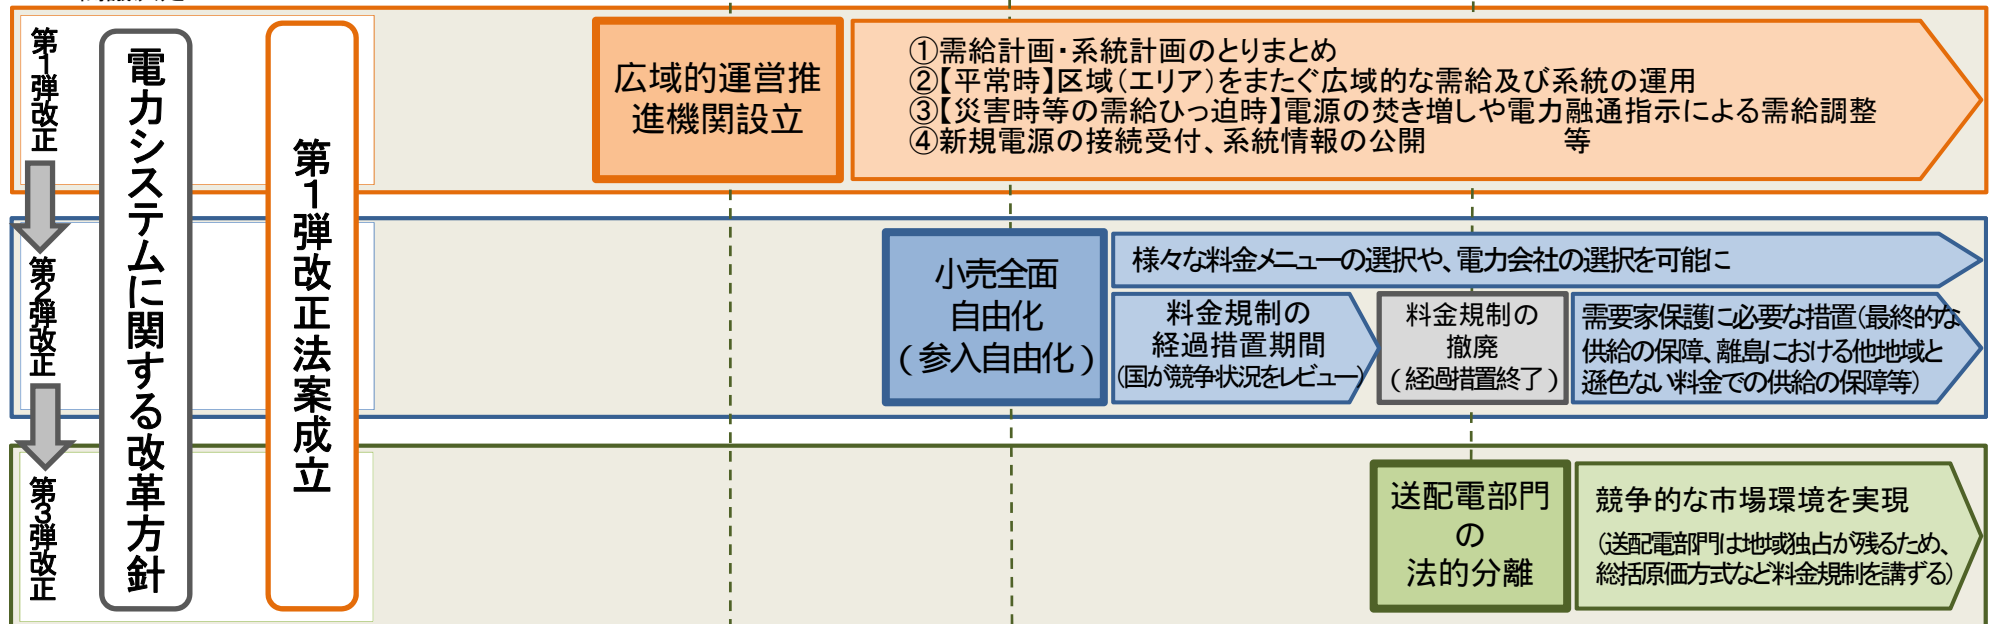 第1弾改正
電力システムに関する改革方針
第1弾改正法案成立
広域的運営推
進機関設立
①需給計画・系統計画のとりまとめ
②【平常時】区域（エリア）をまたぐ広域的な需給及び系統の運用
③【災害時等の需給ひっ迫時】電源の焚き増しや電力融通指示による需給調整
④新規電源の接続受付、系統情報の公開　　　　　等
第2弾改正
小売全面
自由化
（参入自由化）
様々な料金メニューの選択や、電力会社の選択を可能に
料金規制の
経過措置期間
（国が競争状況をレビュー）
料金規制の
撤廃
（経過措置終了）
需要家保護に必要な措置（最終的な
供給の保障、離島における他地域と
遜色ない料金での供給の保障等）
第3弾改正
送配電部門
の
法的分離
競争的な市場環境を実現
（送配電部門は地域独占が残るため、
総括原価方式など料金規制を講ずる）